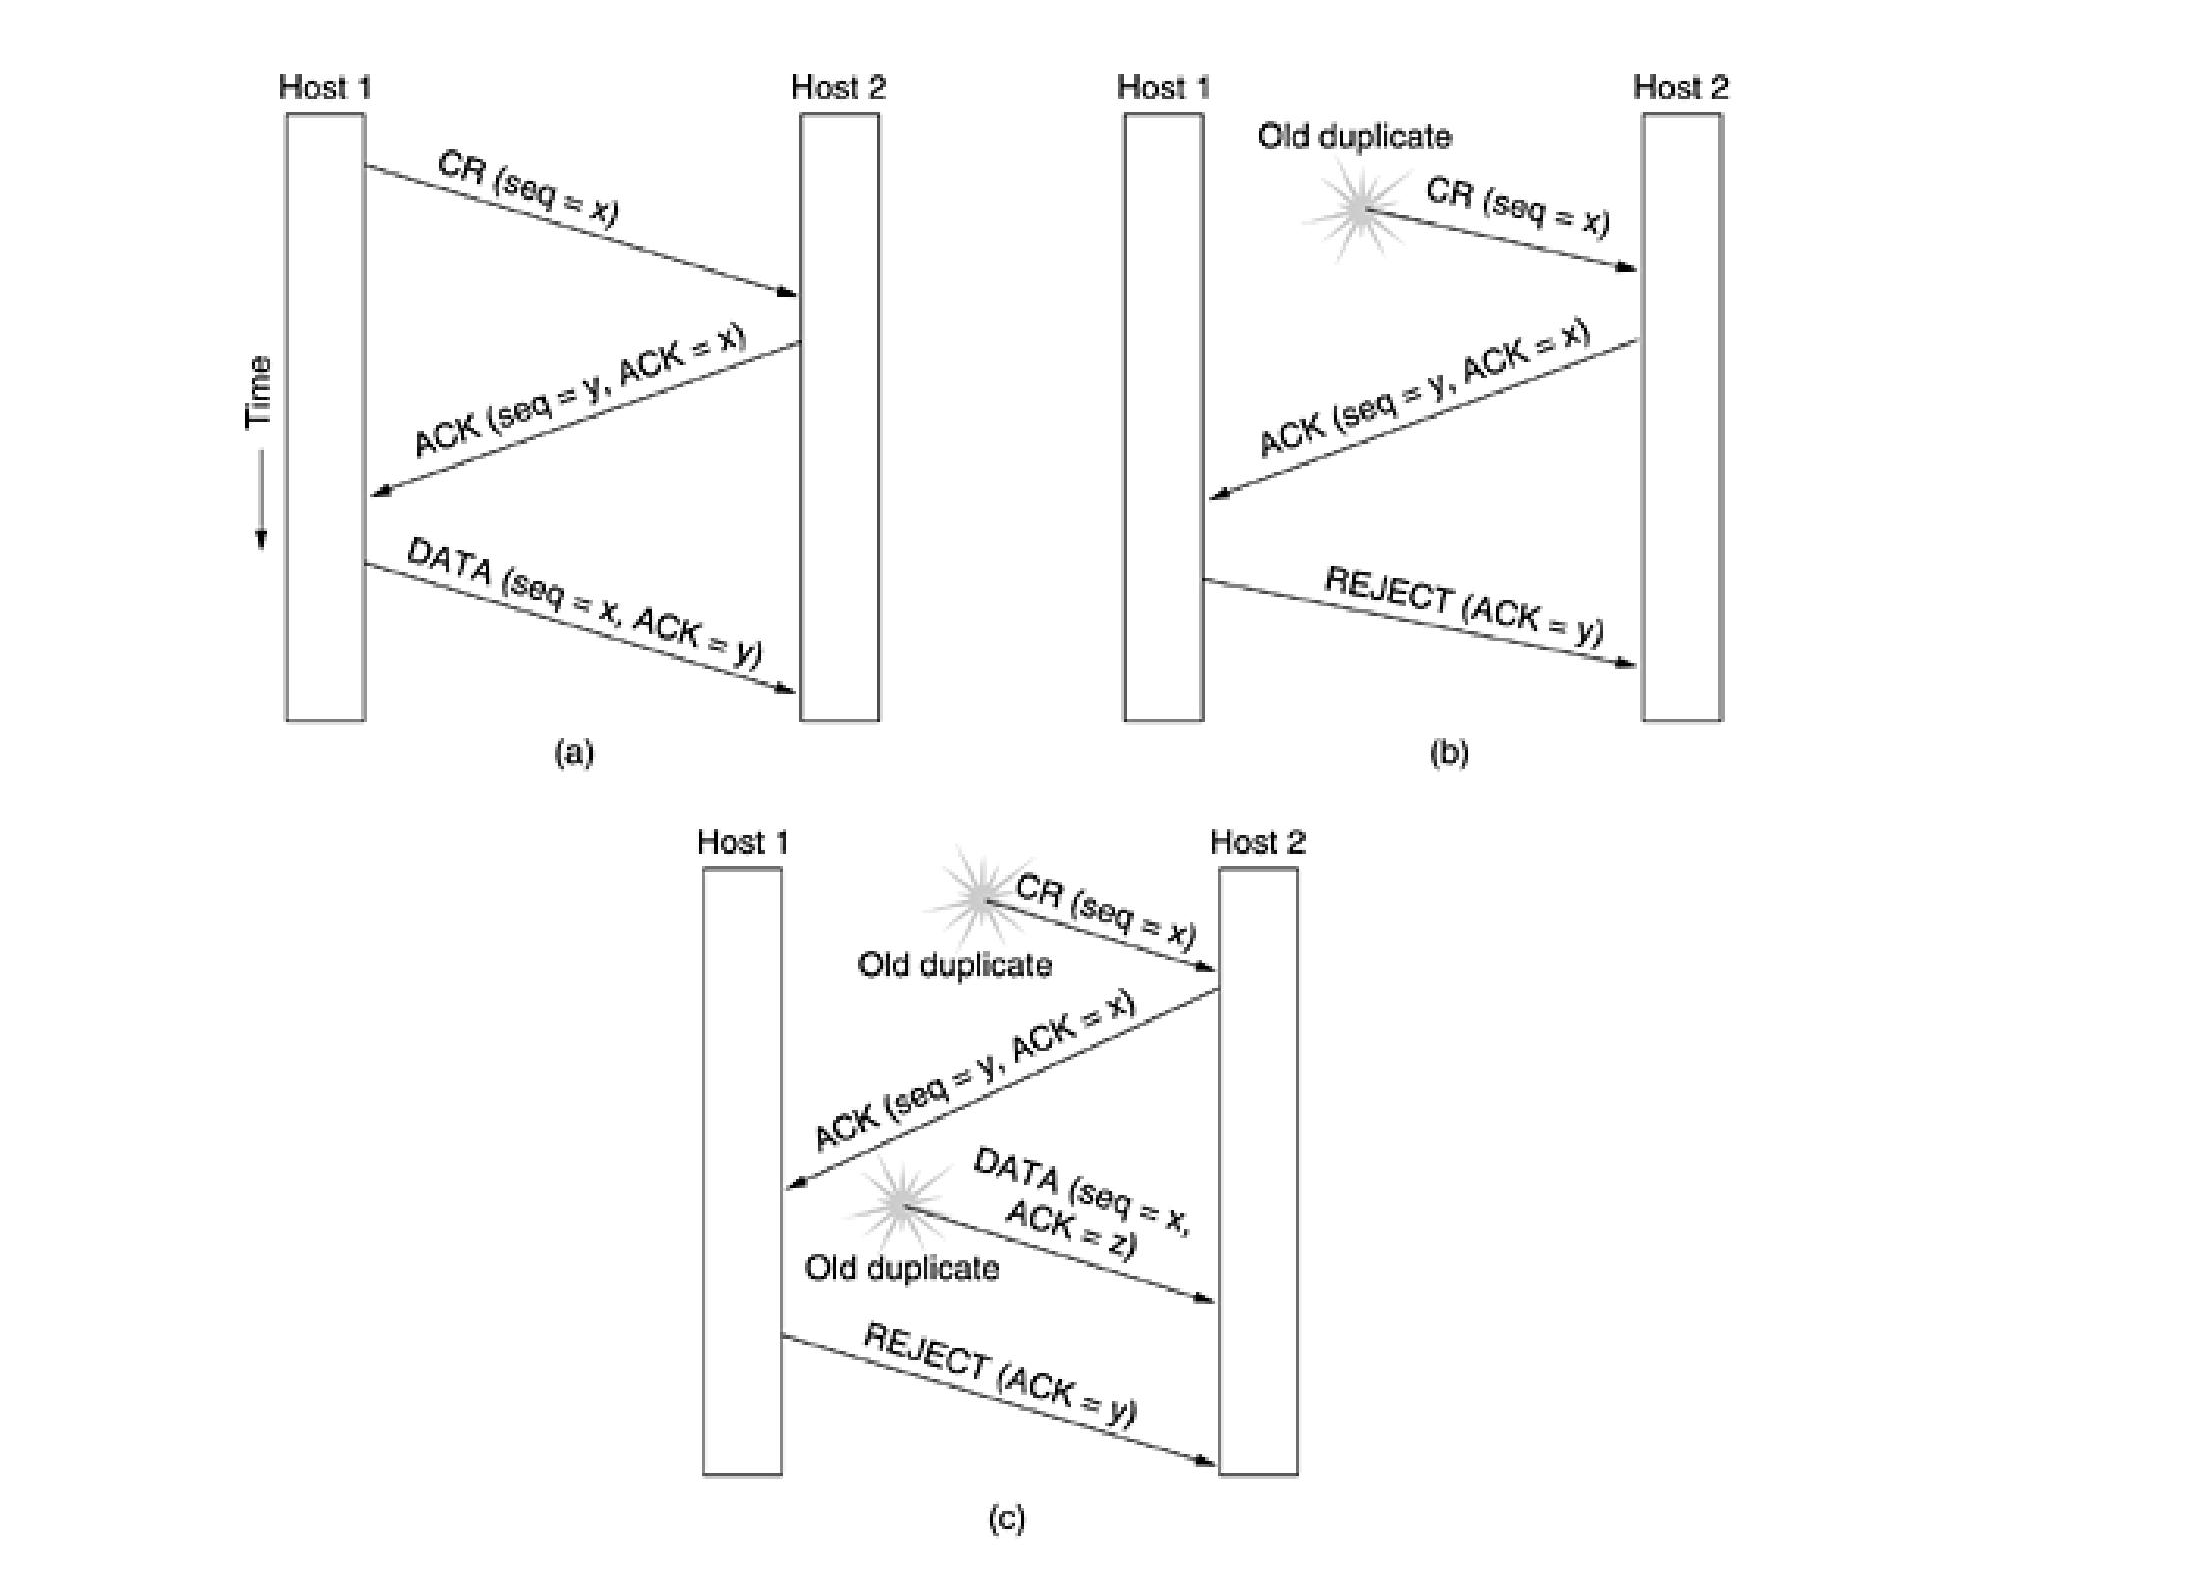 Host 1
Host 2
CR (seq = x)
ACK (seq = y, ACK = x)
DATA (seq = x, ACK = y)
Time
(a)
Host 1
Host 2
Old duplicate
CR (seq = x)
ACK (seq = y, ACK = x)
REJECT (ACK = y)
(b)
Host 1
Host 2
CR (seq = x)
Old duplicate
ACK (seq = y, ACK = x)
DATA (seq = x,
ACK = z)
Old duplicate
REJECT (ACK = y)
(c)